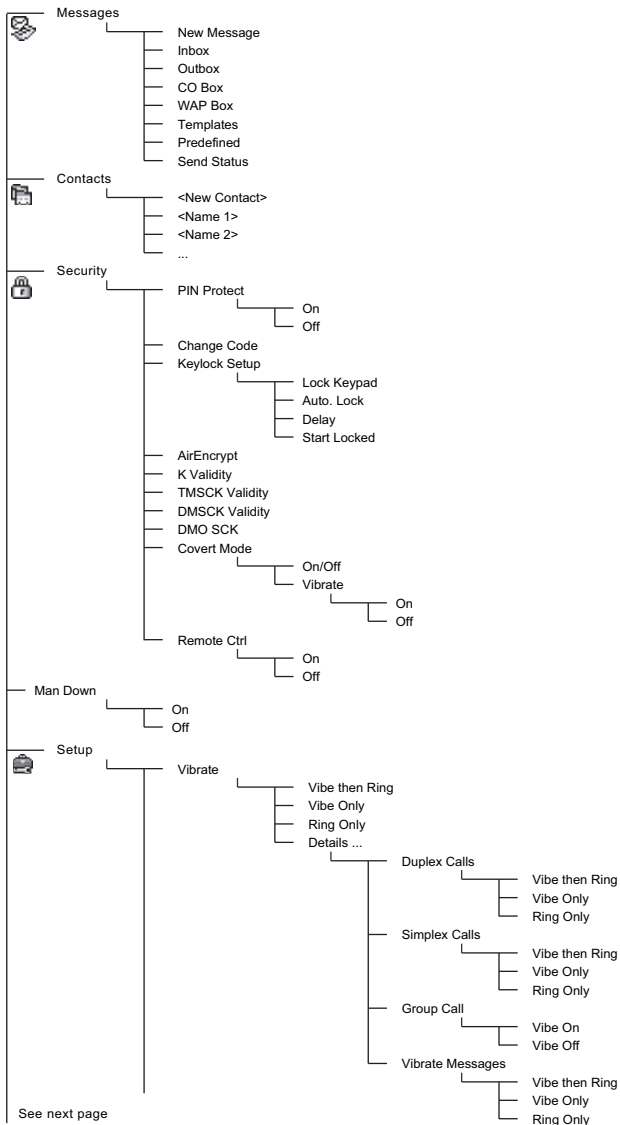 Messages
New Message
Inbox
Outbox
CO Box
WAP Box
Templates
Predefined
Send Status
Contacts
<New Contact>
<Name 1>
<Name 2>
...
Security
PIN Protect
On
Off
Change Code
Keylock Setup
Lock Keypad
Auto. Lock
Delay
Start Locked
AirEncrypt
K Validity
TMSCK Validity
DMSCK Validity
DMO SCK
Covert Mode
On/Off
Vibrate
On
Off
Remote Ctrl
On
Off
Man Down
On
Off
Setup
Vibrate
Vibe then Ring
Vibe Only
Ring Only
Details ...
Duplex Calls
Vibe then Ring
Vibe Only
Ring Only
Simplex Calls
Vibe then Ring
Vibe Only
Ring Only
Group Call
Vibe On
Vibe Off
Vibrate Messages
Vibe then Ring
Vibe Only
Ring Only
See next page